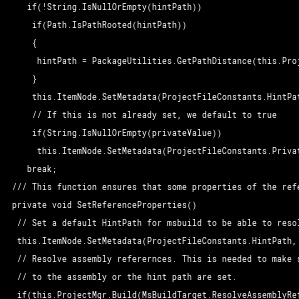 if(!String.IsNullOrEmpty(hintPath))
if(Path.IsPathRooted(hintPath))
{
hintPath = PackageUtilities.GetPathDistance(this.Proj
}
this.ItemNode.SetMetadata(ProjectFileConstants.HintPat
// If this is not already set, we default to true
if(String.IsNullOrEmpty(privateValue))
this.ItemNode.SetMetadata(ProjectFileConstants.Privat
break;
/// This function ensures that some properties of the refe
private void SetReferenceProperties()
// Set a default HintPath for msbuild to be able to resol
this.ItemNode.SetMetadata(ProjectFileConstants.HintPath,
// Resolve assembly referernces. This is needed to make s
// to the assembly or the hint path are set.
if(this.ProjectMgr.Build(MsBuildTarget.ResolveAssemblyRef